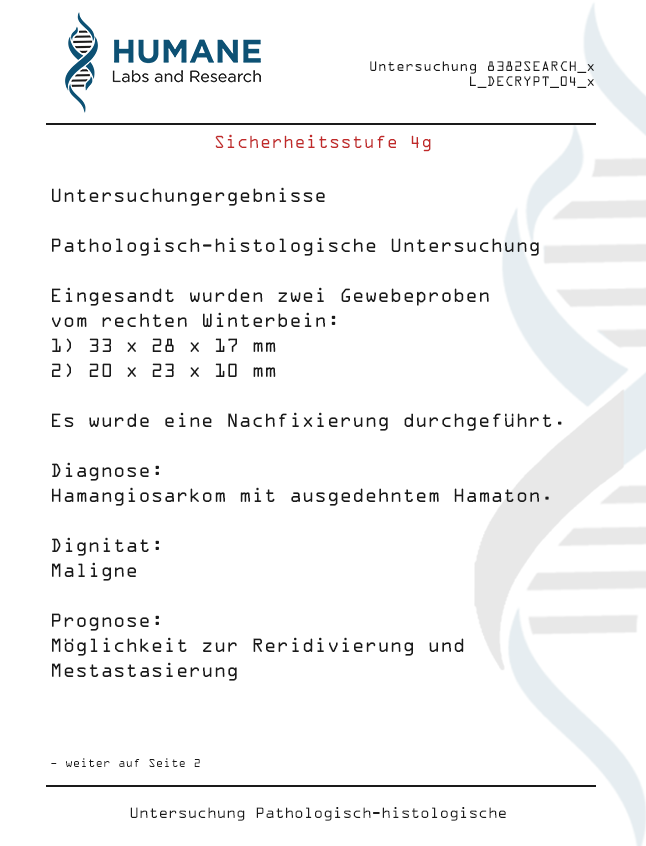 HUMANE
Labs and Research
Untersuchung 8382SEARCH_x
L_DECRYPT_04_x
Sicherheitsstufe 4g
Untersuchungergebnisse
Pathologisch-histologische Untersuchung
Eingesandt wurden zwei Gewebeproben
vom rechten Winterbein:
1) 33 x 28 x 17 mm
2) 20 x 23 x 10 mm
Es wurde eine Nachfixierung durchgeführt.
Diagnose:
Hamangiosarkom mit ausgedehntem Hamaton.
Dignitat:
Maligne
Prognose:
Möglichkeit zur Reridivierung und
Mestastasierung
- weiter auf Seite 2
Untersuchung Pathologisch-histologische